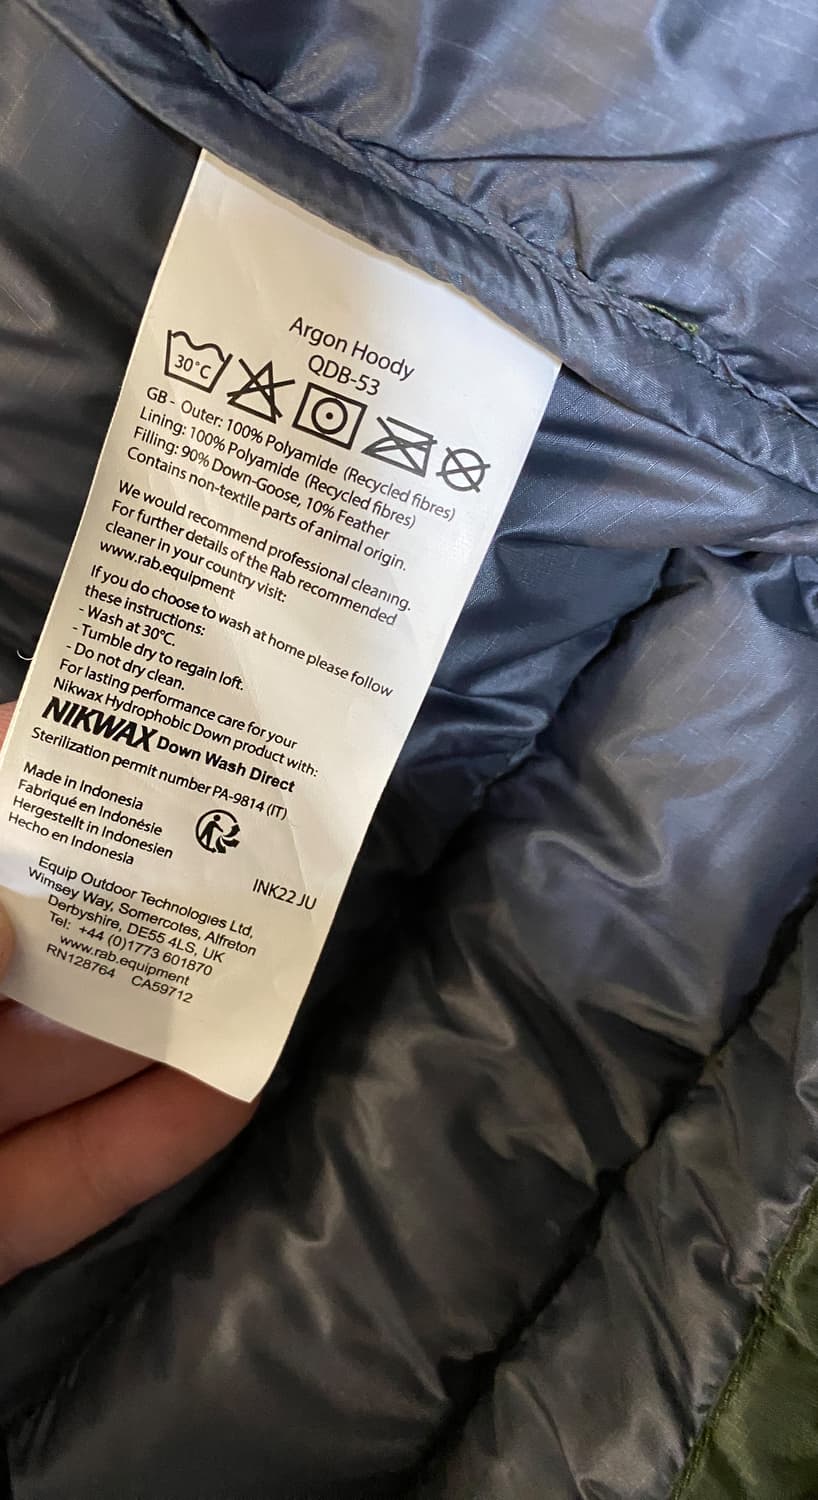 Argon Hoody
QDB-53
30°C
GB - Outer: 100% Polyamide (Recycled fibres)
Lining: 100% Polyamide (Recycled fibres)
Filling: 90% Down-Goose, 10% Feather
Contains non-textile parts of animal origin.
We would recommend professional cleaning.
For further details of the Rab recommended
cleaner in your country visit:
www.rab.equipment
If you do choose to wash at home please follow
these instructions:
- Wash at 30°C.
- Tumble dry to regain loft.
- Do not dry clean.
For lasting performance care for your
Nikwax Hydrophobic Down product with:
NIKWAX Down Wash Direct
Sterilization permit number PA-9814 (IT)
Made in Indonesia
Fabriqué en Indonésie
Hergestellt in Indonesien
Hecho en Indonesia
INK22 JU
Equip Outdoor Technologies Ltd,
Wimsey Way, Somercotes, Alfreton
Derbyshire, DE55 4LS, UK
Tel: +44 (0)1773 601870
www.rab.equipment
RN128764 CA59712